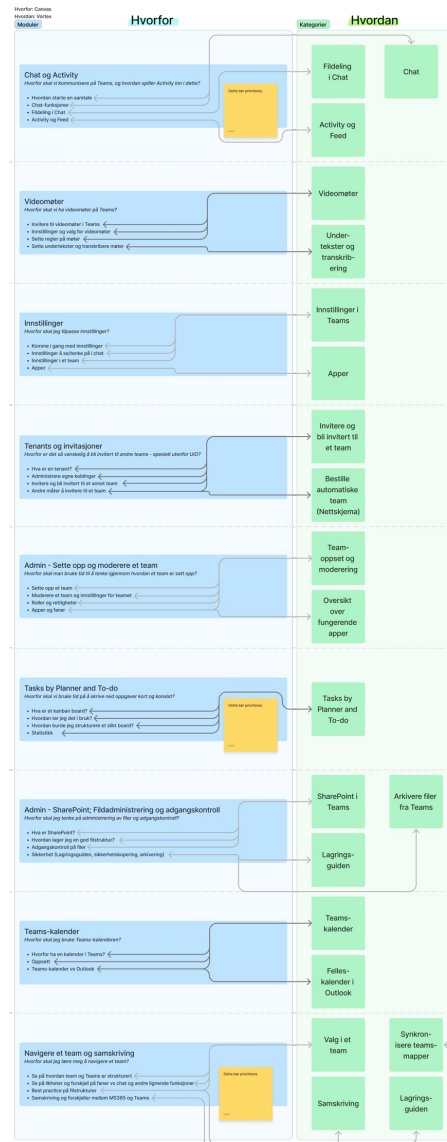 Hvorfor: Canvas
Hvordan: Vortex
Hvorfor
Hvordan
Moduler
Kategorier
Chat og Activity
Hvorfor skal vi kommunisere på Teams, og hvordan spiller Activity inn i dette?
• Hvordan starte en samtale
• Chat-funksjoner
• Fildeling i Chat
• Activity og Feed
Dette bør prioriteres
Fildeling
i Chat
Chat
Activity og
Feed
Videomøter
Hvorfor skal vi ha videomøter på Teams?
• Invitere til videomøter i Teams
• Innstillinger og valg for videomøter
• Sette regler på møter
• Sette undertekster og transkribere møter
Videomøter
Under-
tekster og
transkrib-
ering
Innstillinger
Hvorfor skal jeg tilpasse innstillinger?
• Komme i gang med innstillinger
• Innstillinger å se/tenke på i chat
• Innstillinger i et team
• Apper
Innstillinger i
Teams
Apper
Tenants og invitasjoner
Hvorfor er det så vanskelig å bli invitert til andre teams - spesielt utenfor UiO?
• Hva er en tenant?
• Administrere egne koblinger
• Invitere og bli invitert til et annet team
• Andre måter å invitere til et team
Invitere og
bli invitert til
et team
Bestille
automatiske
team
(Nettskjema)
Admin - Sette opp og moderere et team
Hvorfor skal man bruke tid til å tenke gjennom hvordan et team er satt opp?
• Sette opp et team
• Moderere et team og innstillinger for teamet
• Roller og rettigheter
• Apper og faner
Team-
oppset og
moderering
Oversikt
over
fungerende
apper
Tasks by Planner and To-do
Hvorfor skal vi bruke tid på å skrive ned oppgaver kort og konsist?
• Hva er et kanban board?
• Hvordan tar jeg det i bruk?
• Hvordan burde jeg strukturere et slikt board?
• Statistikk
Dette bør prioriteres
Tasks by
Planner and
To-do
Admin - SharePoint; Fildadministrering og adgangskontroll
Hvorfor skal jeg tenke på administrering av filer og adgangskontroll?
• Hva er SharePoint?
• Hvordan lager jeg en god filstruktur?
• Adgangskontroll på filer
• Sikkerhet (Lagringsguiden, sikkerhetskopering, arkivering)
SharePoint i
Teams
Arkivere filer
fra Teams
Lagrings-
guiden
Teams-kalender
Hvorfor skal jeg bruke Teams-kalenderen?
• Hvorfor ha en kalender i Teams?
• Oppsett
• Teams-kalender vs Outlook
Teams-
kalender
Felles-
kalender i
Outlook
Navigere et team og samskriving
Hvorfor skal jeg lære meg å navigere et team?
• Se på hvordan team og Teams er strukturert
• Se på likheter og forskjell på faner vs chat og andre lignende funksjoner
• Best practice på filstrukturer
• Samskriving og forskjeller mellom MS365 og Teams
Dette bør prioriteres
Valg i et
team
Synkron-
isere teams-
mapper
Samskriving
Lagrings-
guiden